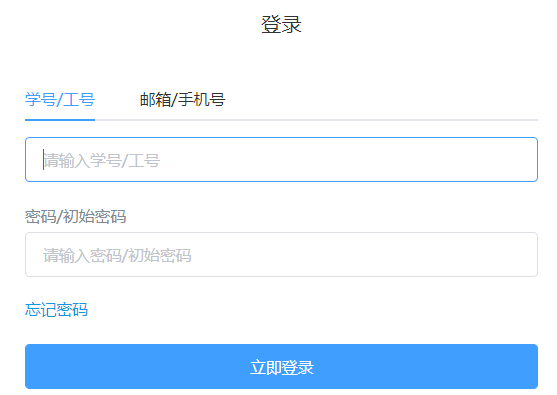 登录
学号/工号 邮箱/手机号
请输入学号/工号
密码/初始密码
请输入密码/初始密码
忘记密码
立即登录